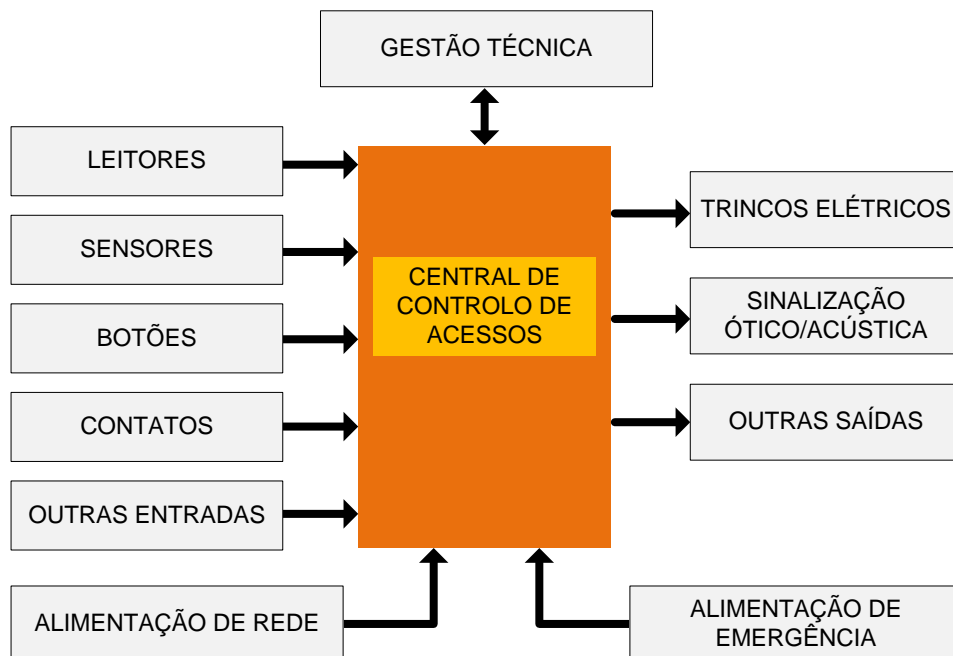 GESTÃO TÉCNICA
LEITORES
SENSORES
BOTÕES
CONTATOS
OUTRAS ENTRADAS
CENTRAL DE
CONTROLO DE
ACESSOS
TRINCOS ELÉTRICOS
SINALIZAÇÃO
ÓTICO/ACÚSTICA
OUTRAS SAÍDAS
ALIMENTAÇÃO DE REDE
ALIMENTAÇÃO DE
EMERGÊNCIA